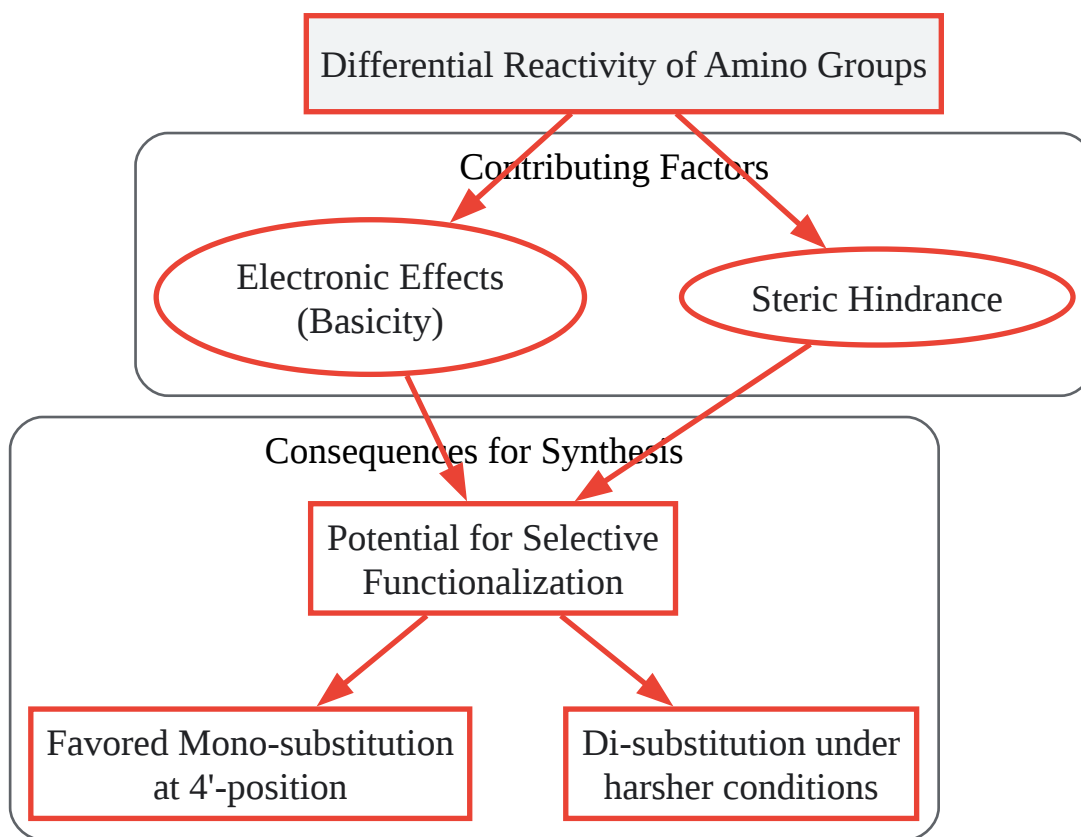 Differential Reactivity of Amino Groups
Contributing Factors
Electronic Effects
(Basicity)
Steric Hindrance
Consequences for Synthesis
Potential for Selective
Functionalization
Favored Mono-substitution
at 4'-position
Di-substitution under
harsher conditions